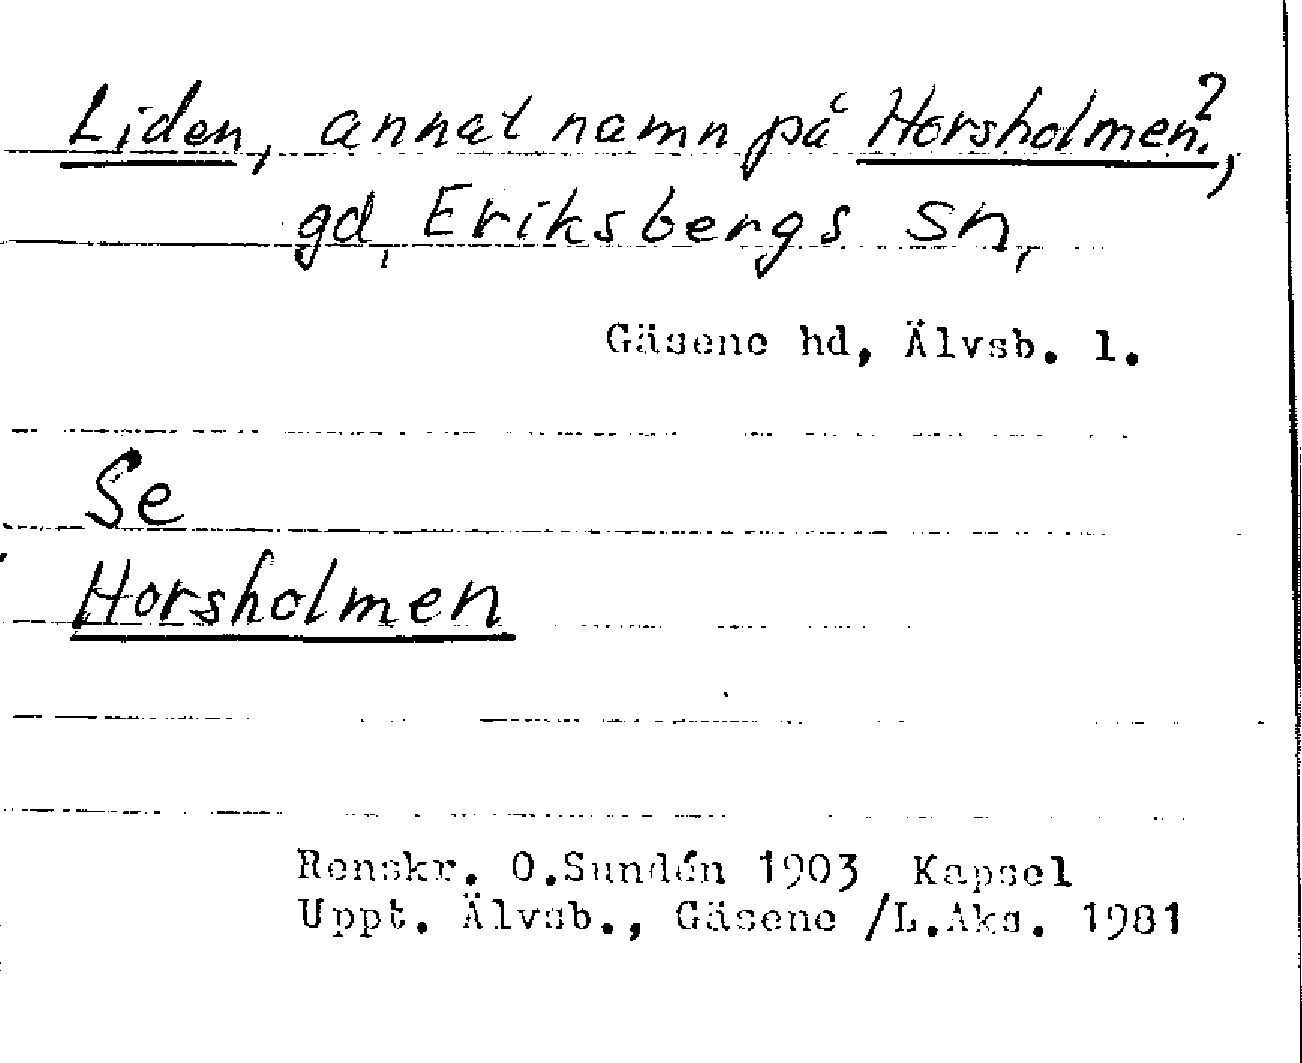 Liden, annat namn på Horsholmen?,
gd, Eriksbergs sn,
Gäsene hd, Älvsb. l.
Se
Horsholmen
Renskr. O.Sundén 1903 Kapsel
Uppt. Älvsb., Gäsene /L.Aks. 1981